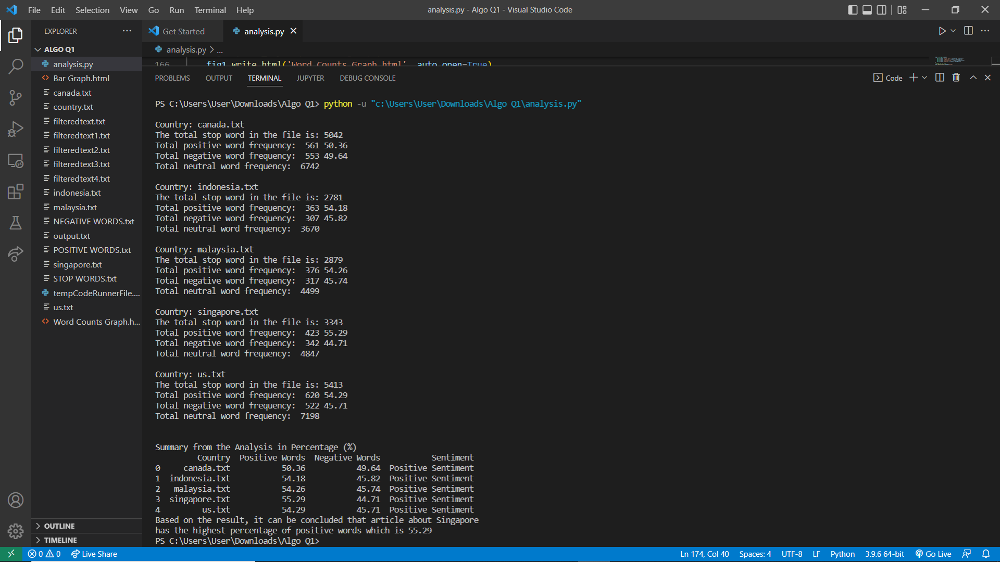 File Edit Selection View Go Run Terminal Help
analysis.py - Algo Q1 - Visual Studio Code
EXPLORER
Get Started
analysis.py
ALGO Q1
analysis.py
Bar Graph.html
canada.txt
country.txt
filteredtext.txt
filteredtext1.txt
filteredtext2.txt
filteredtext3.txt
filteredtext4.txt
indonesia.txt
malaysia.txt
NEGATIVE WORDS.txt
output.txt
POSITIVE WORDS.txt
singapore.txt
STOP WORDS.txt
tempCodeRunnerFile....
us.txt
Word Counts Graph.h...
OUTLINE
TIMELINE
analysis.py > ...
166 fig1.write_html('Word Counts Graph.html', auto_open=True)
PROBLEMS OUTPUT TERMINAL JUPYTER DEBUG CONSOLE
Code
PS C:\Users\User\Downloads\Algo Q1> python -u "c:\Users\User\Downloads\Algo Q1\analysis.py"
Country: canada.txt
The total stop word in the file is: 5042
Total positive word frequency:  561 50.36
Total negative word frequency:  553 49.64
Total neutral word frequency:  6742
Country: indonesia.txt
The total stop word in the file is: 2781
Total positive word frequency:  363 54.18
Total negative word frequency:  307 45.82
Total neutral word frequency:  3670
Country: malaysia.txt
The total stop word in the file is: 2879
Total positive word frequency:  376 54.26
Total negative word frequency:  317 45.74
Total neutral word frequency:  4499
Country: singapore.txt
The total stop word in the file is: 3343
Total positive word frequency:  423 55.29
Total negative word frequency:  342 44.71
Total neutral word frequency:  4847
Country: us.txt
The total stop word in the file is: 5413
Total positive word frequency:  620 54.29
Total negative word frequency:  522 45.71
Total neutral word frequency:  7198
Summary from the Analysis in Percentage (%)
Country  Positive Words  Negative Words  Sentiment
0 canada.txt 50.36 49.64 Positive Sentiment
1 indonesia.txt 54.18 45.82 Positive Sentiment
2 malaysia.txt 54.26 45.74 Positive Sentiment
3 singapore.txt 55.29 44.71 Positive Sentiment
4 us.txt 54.29 45.71 Positive Sentiment
Based on the result, it can be concluded that article about Singapore
has the highest percentage of positive words which is 55.29
PS C:\Users\User\Downloads\Algo Q1>
0 0 Live Share
Ln 174, Col 40 Spaces: 4 UTF-8 LF Python 3.9.6 64-bit Go Live